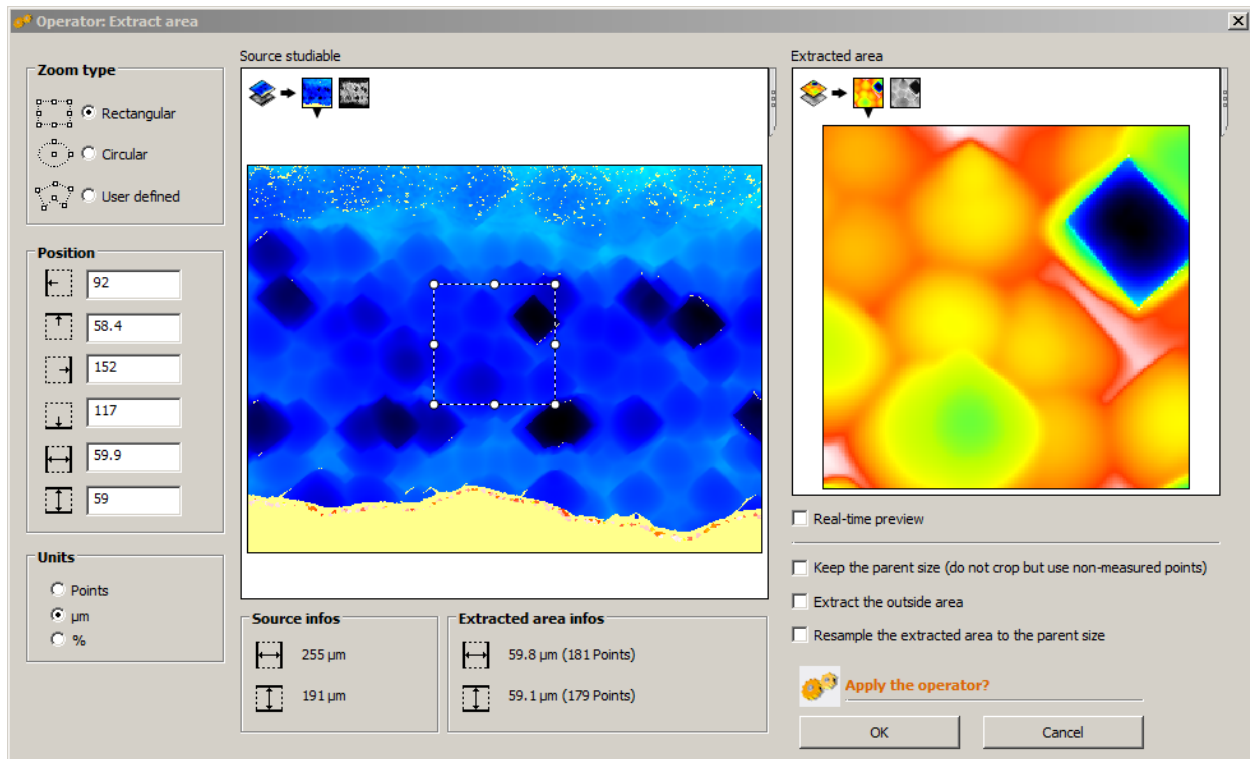 Operator: Extract area
Zoom type
Rectangular
Circular
User defined
Position
92
58.4
152
117
59.9
59
Units
Points
µm
%
Source studiable
Source infos
255 µm
191 µm
Extracted area infos
59.8 µm (181 Points)
59.1 µm (179 Points)
Extracted area
Real-time preview
Keep the parent size (do not crop but use non-measured points)
Extract the outside area
Resample the extracted area to the parent size
Apply the operator?
OK
Cancel